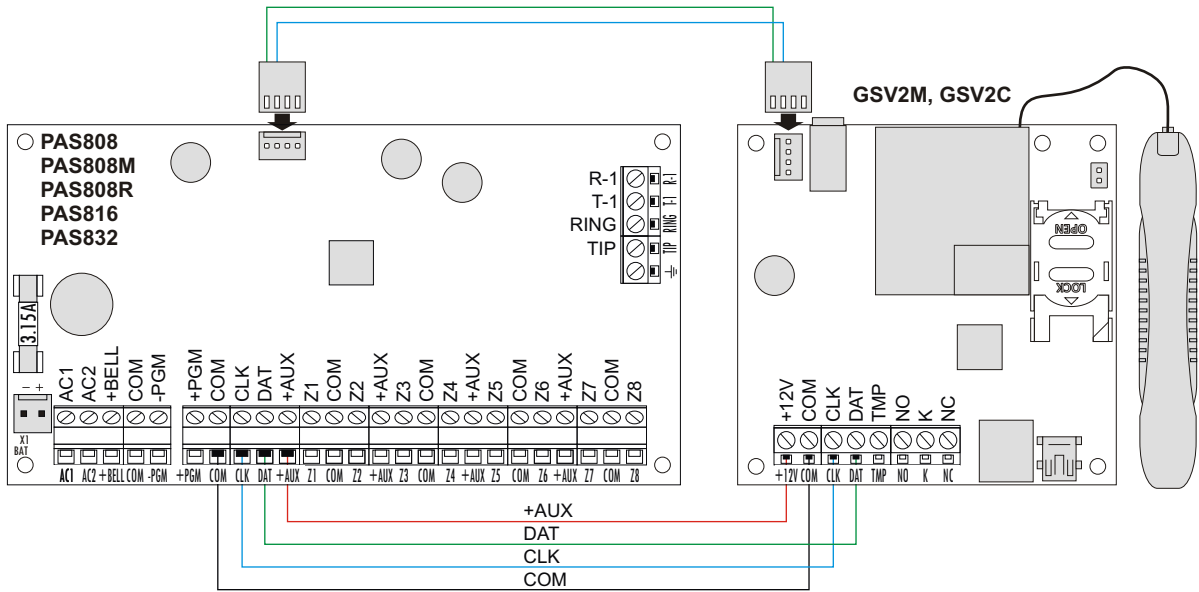 GSV2M, GSV2C
PAS808
PAS808M
PAS808R
PAS816
PAS832
R-1 R-1
T-1 T-1
RING RING
TIP TIP
OPEN
LOCK
3.15A
- +
X1
BAT
AC1 AC2 +BELL COM -PGM +PGM COM CLK DAT +AUX Z1 COM Z2 +AUX Z3 COM Z4 +AUX Z5 COM Z6 +AUX Z7 COM Z8
AC1 AC2 +BELL COM -PGM +PGM COM CLK DAT +AUX Z1 COM Z2 +AUX Z3 COM Z4 +AUX Z5 COM Z6 +AUX Z7 COM Z8
+12V COM CLK DAT TMP NO K NC
+12V COM CLK DAT TMP NO K NC
+AUX
DAT
CLK
COM